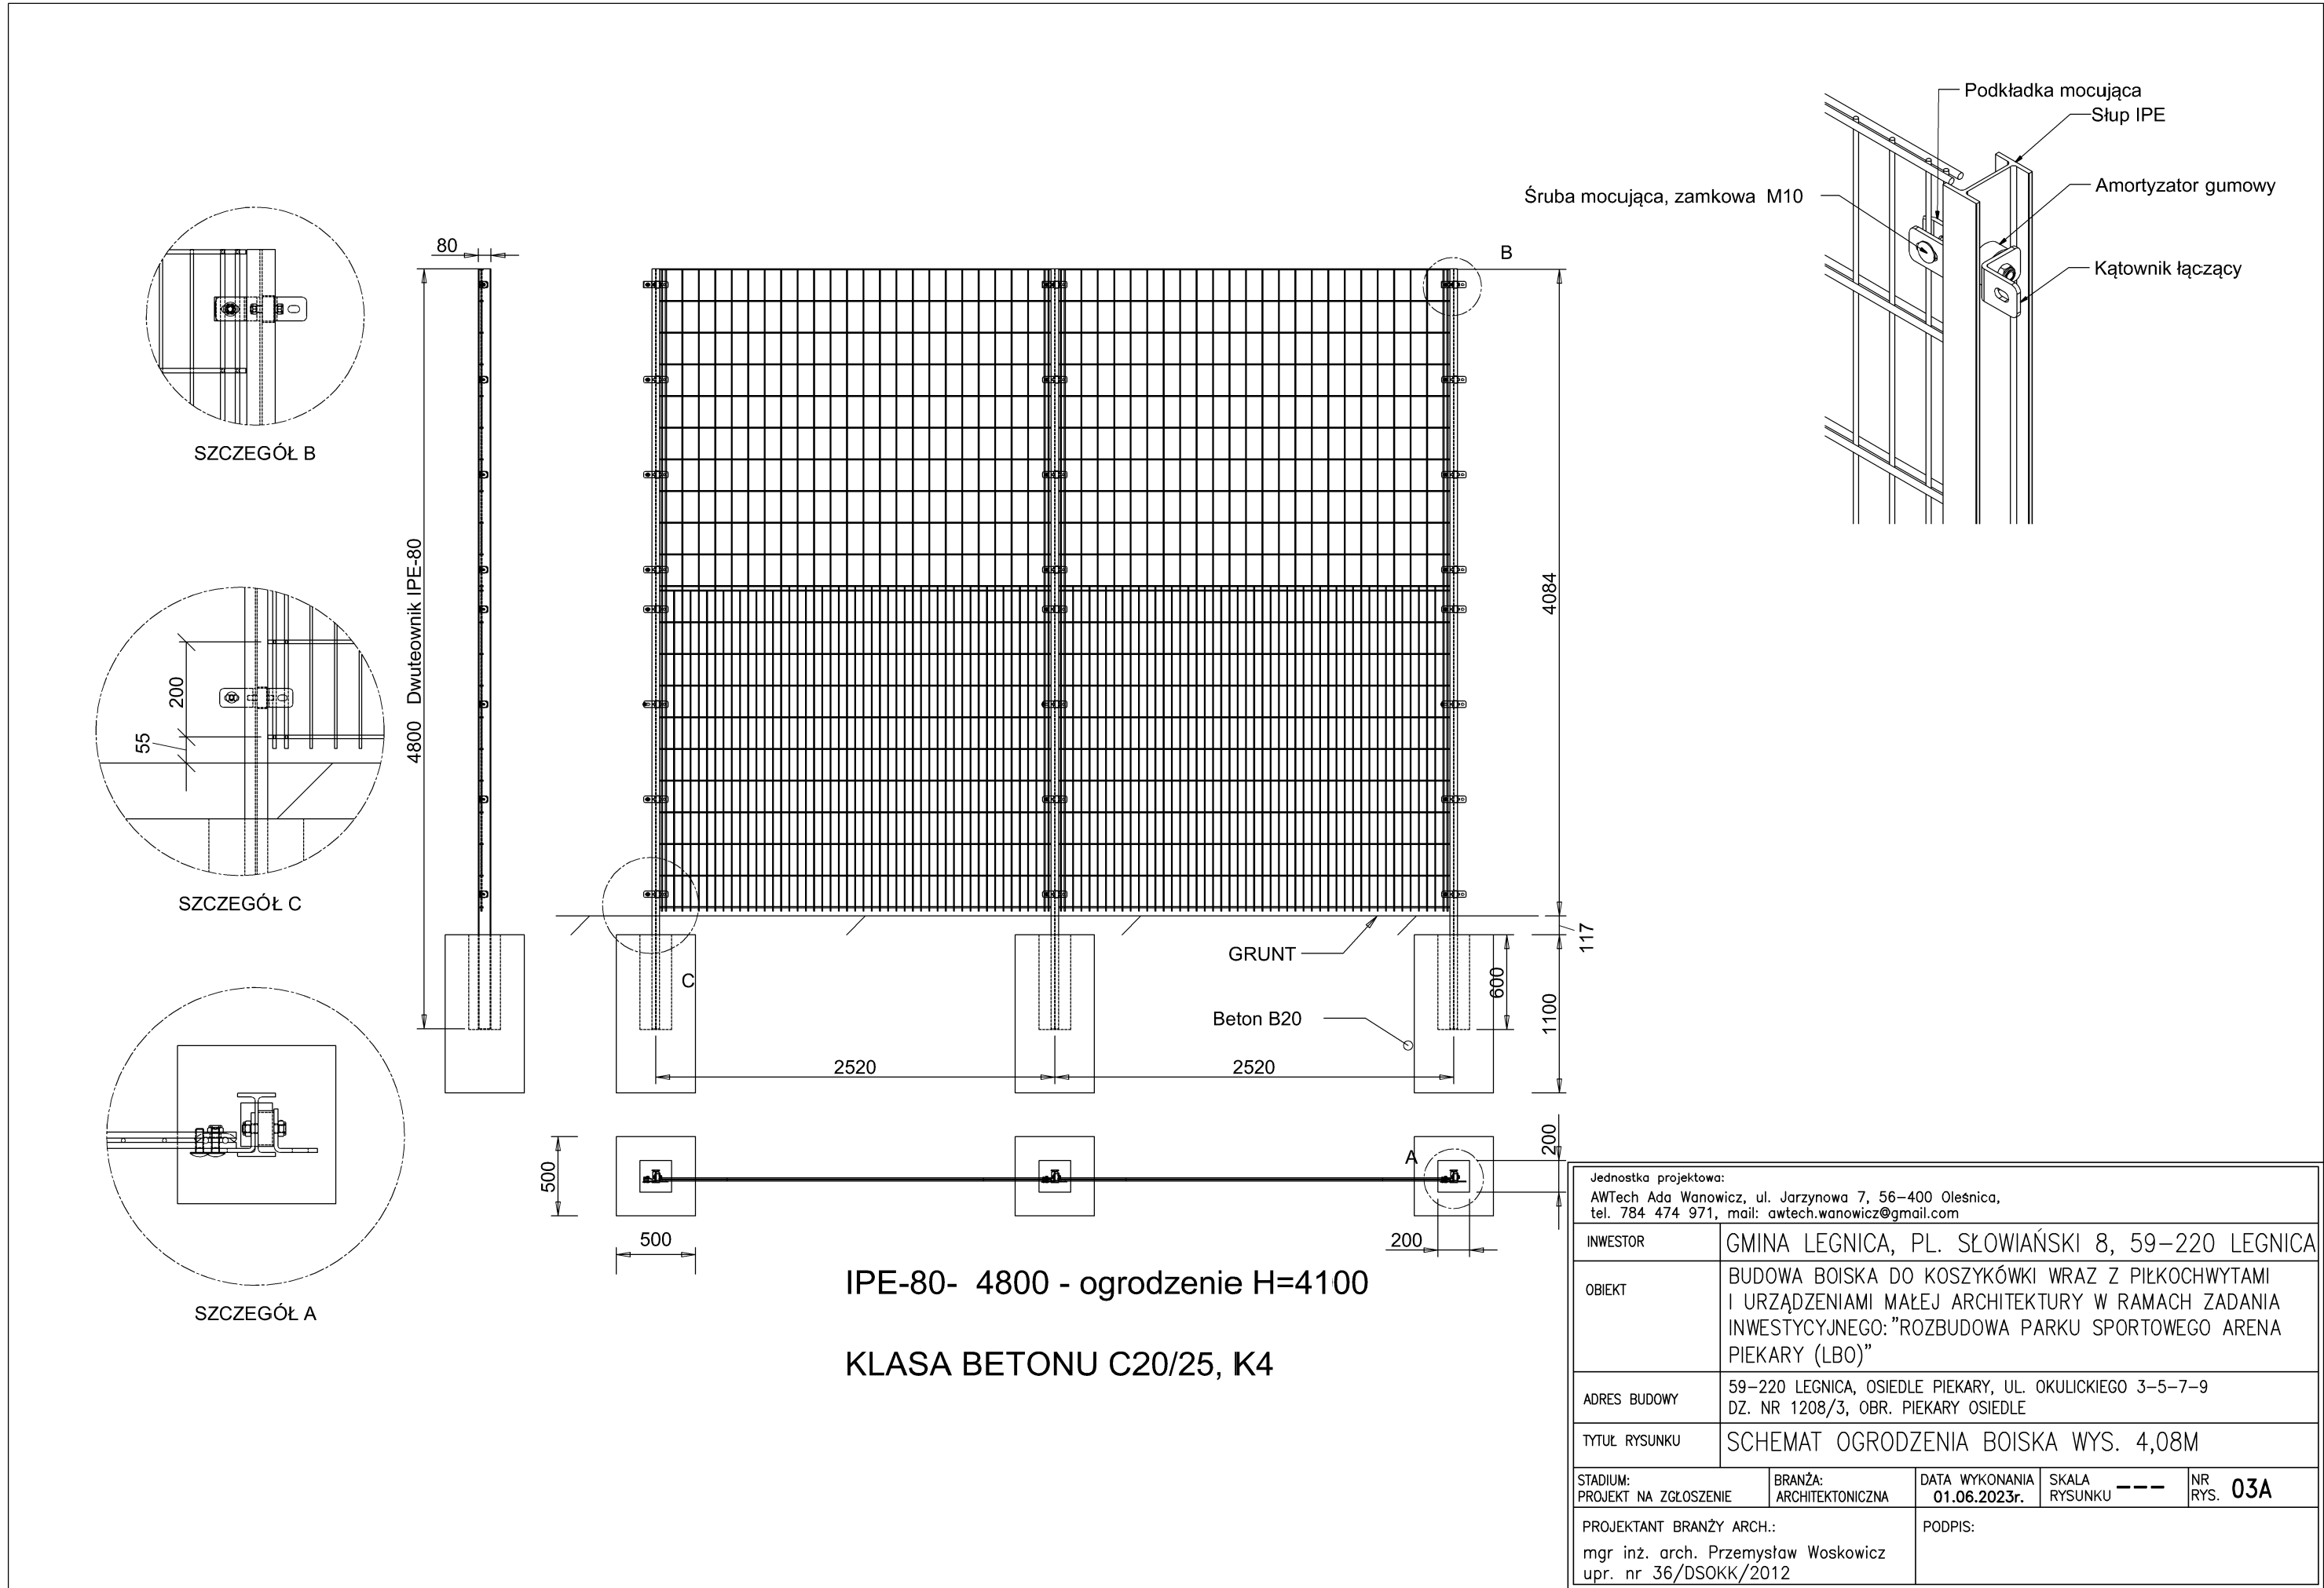 Podkładka mocująca
Słup IPE
Śruba mocująca, zamkowa M10
Amortyzator gumowy
Kątownik łączący
80
B
SZCZEGÓŁ B
4800 Dwuteownik IPE-80
4084
200
55
SZCZEGÓŁ C
117
GRUNT
C
600
Beton B20
1100
2520
2520
500
A
200
500
200
SZCZEGÓŁ A
IPE-80- 4800 - ogrodzenie H=4100
KLASA BETONU C20/25, K4
Jednostka projektowa:
AWTech Ada Wanowicz, ul. Jarzynowa 7, 56-400 Oleśnica,
tel. 784 474 971, mail: awtech.wanowicz@gmail.com
INWESTOR
GMINA LEGNICA, PL. SŁOWIAŃSKI 8, 59-220 LEGNICA
OBIEKT
BUDOWA BOISKA DO KOSZYKÓWKI WRAZ Z PIŁKOCHWYTAMI
I URZĄDZENIAMI MAŁEJ ARCHITEKTURY W RAMACH ZADANIA
INWESTYCYJNEGO:"ROZBUDOWA PARKU SPORTOWEGO ARENA
PIEKARY (LBO)"
ADRES BUDOWY
59-220 LEGNICA, OSIEDLE PIEKARY, UL. OKULICKIEGO 3-5-7-9
DZ. NR 1208/3, OBR. PIEKARY OSIEDLE
TYTUŁ RYSUNKU
SCHEMAT OGRODZENIA BOISKA WYS. 4,08M
STADIUM:
PROJEKT NA ZGŁOSZENIE
BRANŻA:
ARCHITEKTONICZNA
DATA WYKONANIA
01.06.2023r.
SKALA
RYSUNKU ---
NR
RYS. 03A
PROJEKTANT BRANŻY ARCH.:
mgr inż. arch. Przemysław Woskowicz
upr. nr 36/DSOKK/2012
PODPIS: